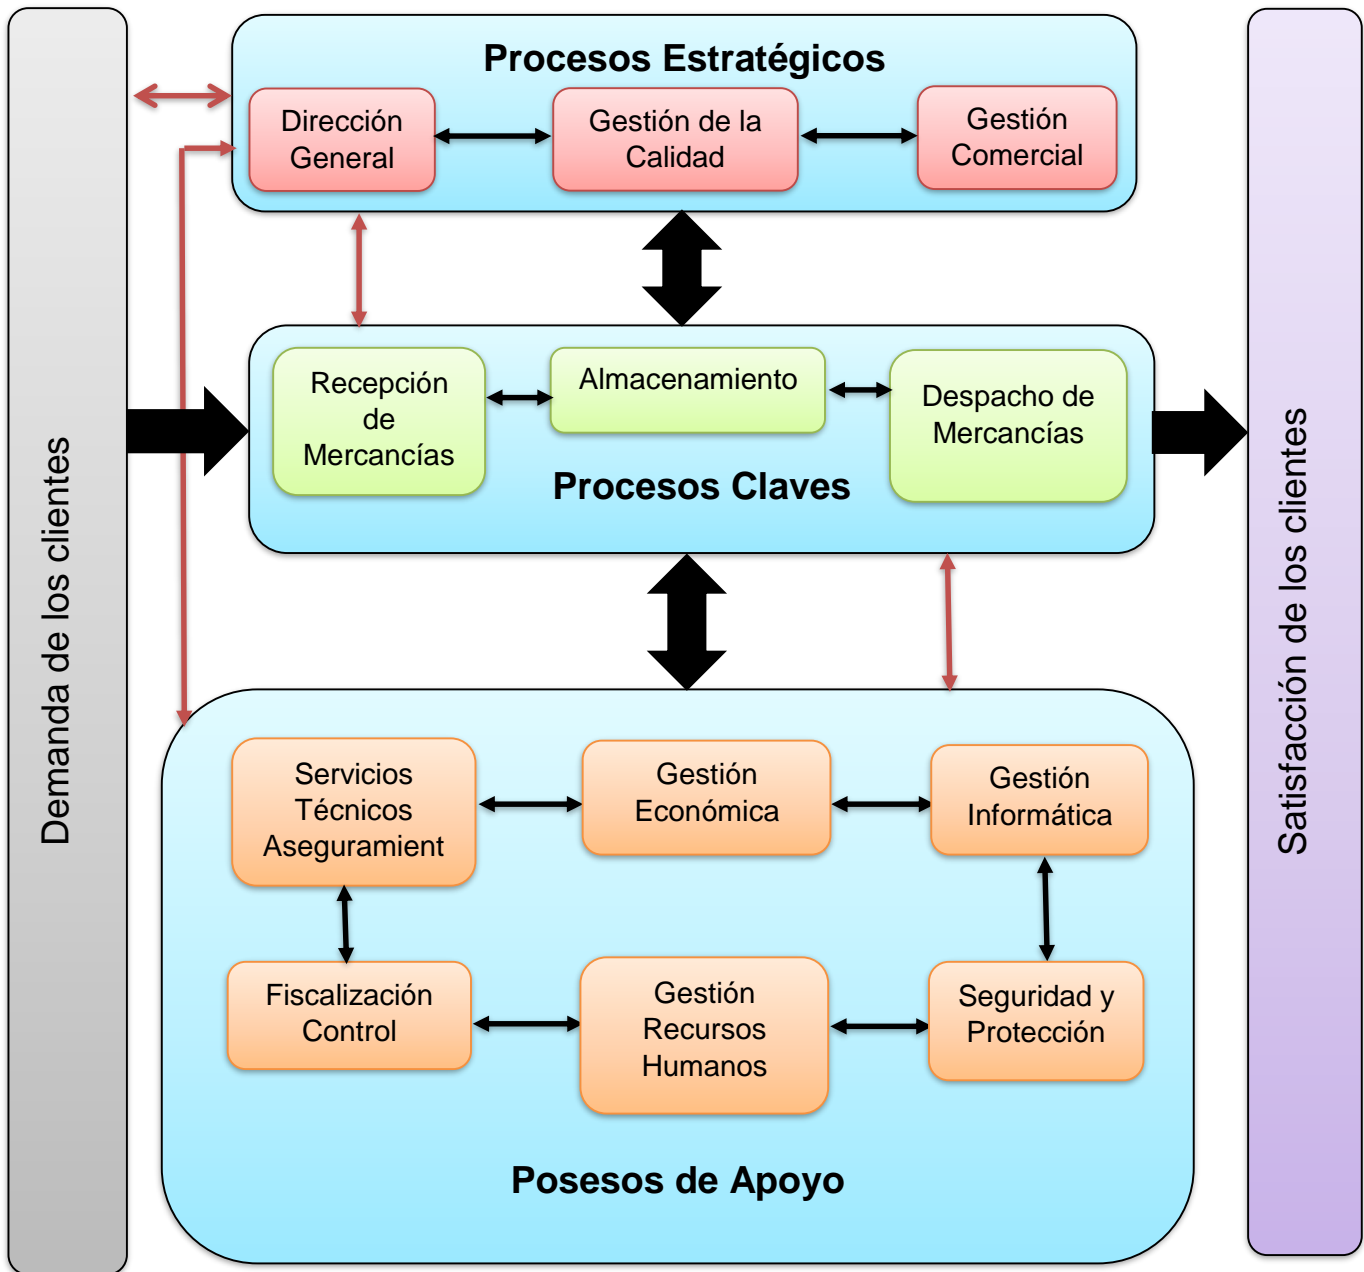 Demanda de los clientes
Procesos Estratégicos
Dirección
General
Gestión de la
Calidad
Gestión
Comercial
Recepción
de
Mercancías
Almacenamiento
Despacho de
Mercancías
Procesos Claves
Servicios
Técnicos
Aseguramient
Gestión
Económica
Gestión
Informática
Fiscalización
Control
Gestión
Recursos
Humanos
Seguridad y
Protección
Posesos de Apoyo
Satisfacción de los clientes